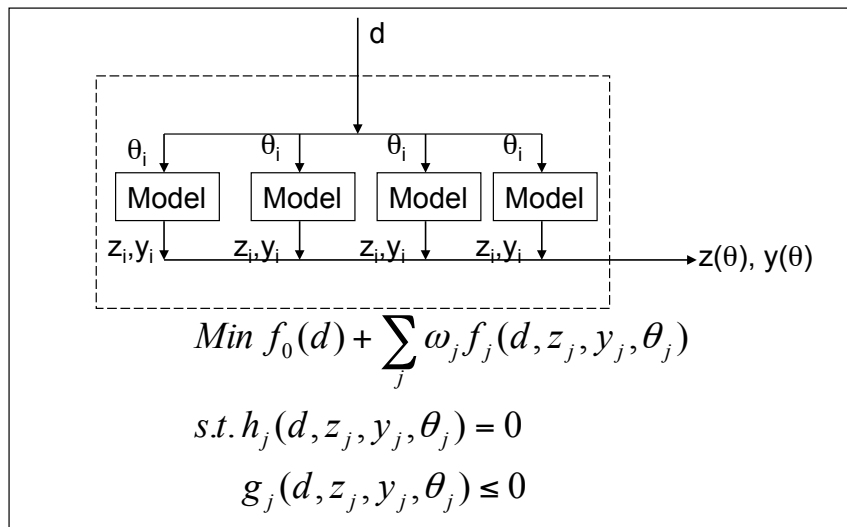 d
θi θi θi θi
Model Model Model Model
zi,yi zi,yi zi,yi zi,yi z(θ), y(θ)
Min f0(d) + ∑j ωj fj(d, zj, yj, θj)
s.t. hj(d, zj, yj, θj) = 0
gj(d, zj, yj, θj) ≤ 0